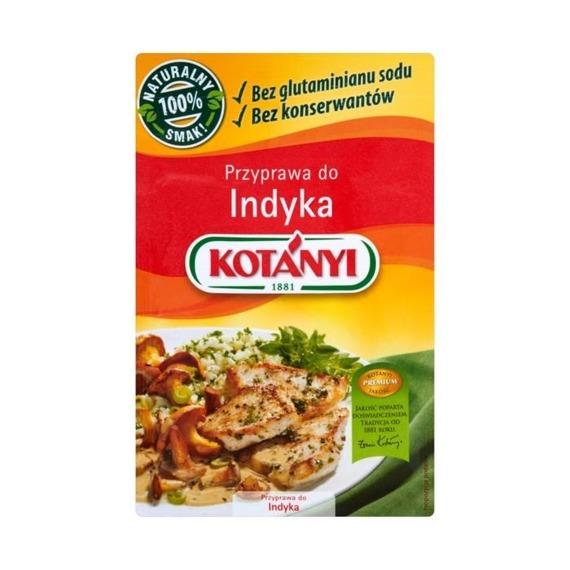 NATURALNY
100%
SMAK!
Bez glutaminianu sodu
Bez konserwantów
Przyprawa do
Indyka
KOTÁNYI
1881
KOTÁNYI
PREMIUM
JAKOŚĆ
JAKOŚĆ POPARTA
DOŚWIADCZENIEM.
TRADYCJA OD
1881 ROKU.
Przyprawa do
Indyka